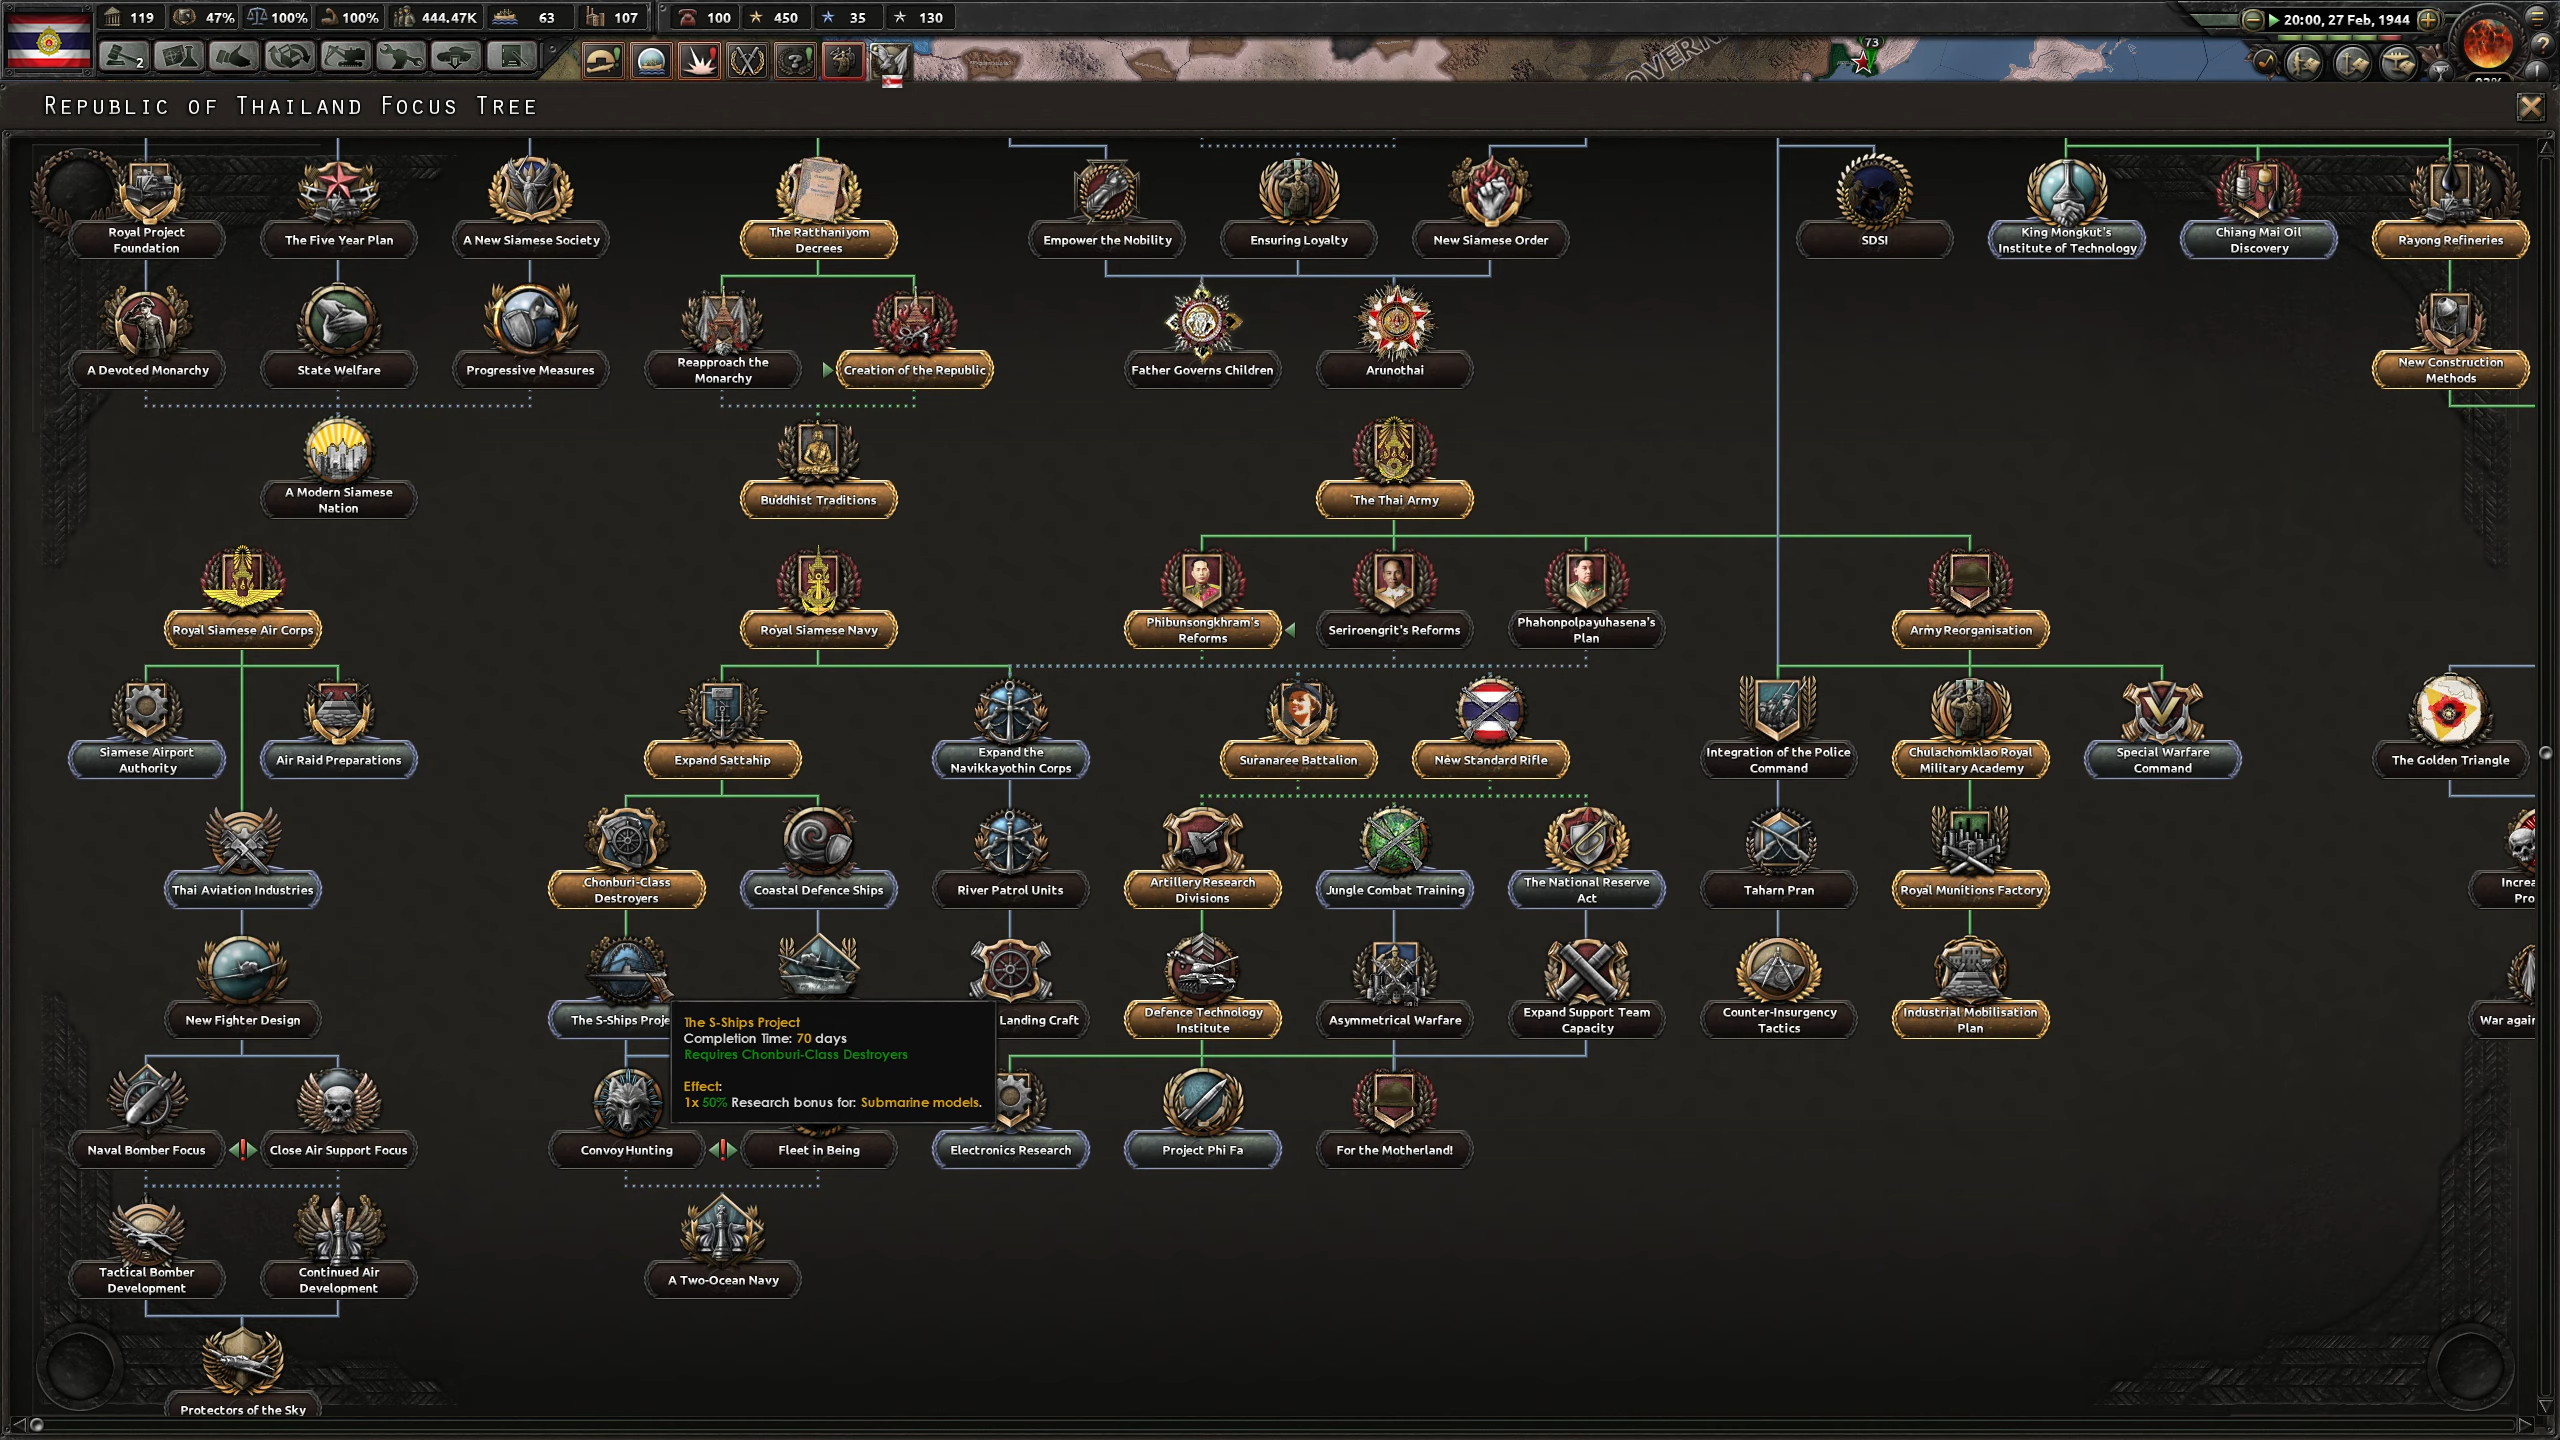 119
47%
100%
100%
444.47K
63
107
100
450
35
130
20:00, 27 Feb, 1944
2
73
Republic of Thailand Focus Tree
Royal Project
Foundation
The Five Year Plan
A New Siamese Society
The Ratthaniyom
Decrees
Empower the Nobility
Ensuring Loyalty
New Siamese Order
SDSI
King Mongkut's
Institute of Technology
Chiang Mai Oil
Discovery
Rayong Refineries
A Devoted Monarchy
State Welfare
Progressive Measures
Reapproach the
Monarchy
Creation of the Republic
Father Governs Children
Arunothai
New Construction
Methods
A Modern Siamese
Nation
Buddhist Traditions
The Thai Army
Royal Siamese Air Corps
Royal Siamese Navy
Phibunsongkhram's
Reforms
Seriroengrit's Reforms
Phahonpolpayuhasena's
Plan
Army Reorganisation
Siamese Airport
Authority
Air Raid Preparations
Expand Sattahip
Expand the
Navikkayothin Corps
Suranaree Battalion
New Standard Rifle
Integration of the Police
Command
Chulachomklao Royal
Military Academy
Special Warfare
Command
The Golden Triangle
Thai Aviation Industries
Chonburi-Class
Destroyers
Coastal Defence Ships
River Patrol Units
Artillery Research
Divisions
Jungle Combat Training
The National Reserve
Act
Taharn Pran
Royal Munitions Factory
Increa
Pro
New Fighter Design
The S-Ships Proje
Landing Craft
Defence Technology
Institute
Asymmetrical Warfare
Expand Support Team
Capacity
Counter-Insurgency
Tactics
Industrial Mobilisation
Plan
War again
The S-Ships Project
Completion Time: 70 days
Requires Chonburi-Class Destroyers
Effect:
1x 50% Research bonus for: Submarine models.
Naval Bomber Focus
Close Air Support Focus
Convoy Hunting
Fleet in Being
Electronics Research
Project Phi Fa
For the Motherland!
Tactical Bomber
Development
Continued Air
Development
A Two-Ocean Navy
Protectors of the Sky